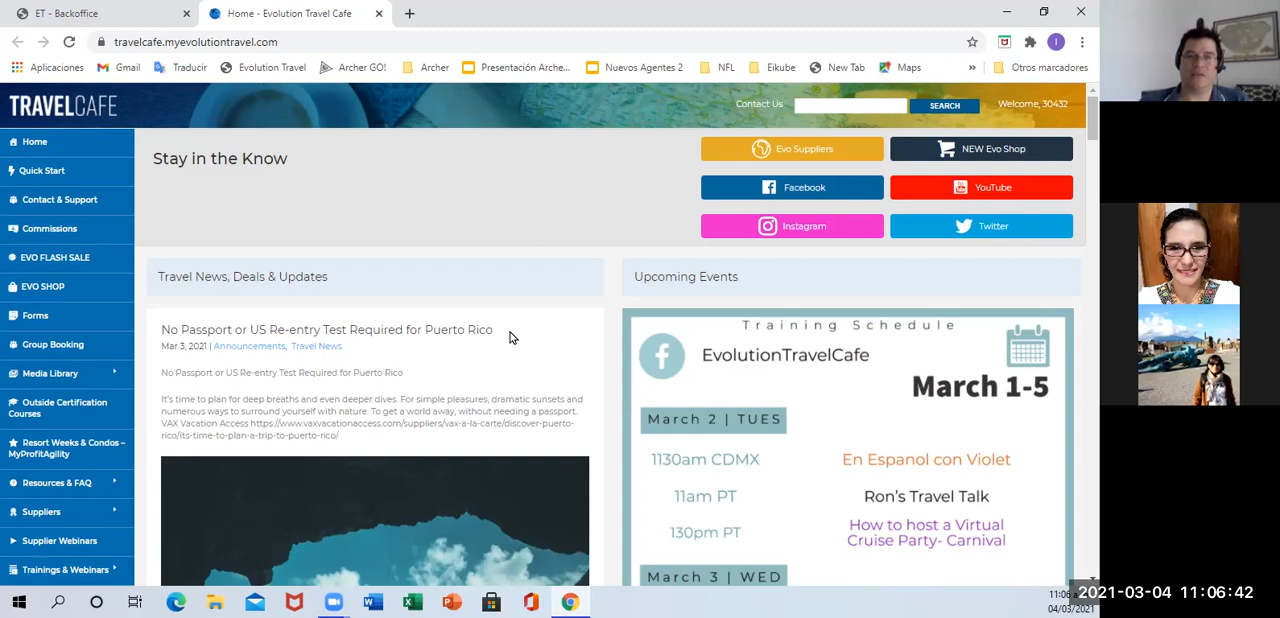 ET - Backoffice
Home - Evolution Travel Cafe
travelcafe.myevolutiontravel.com
Aplicaciones
Gmail
Traducir
Evolution Travel
Archer GO!
Archer
Presentación Arche...
Nuevos Agentes 2
NFL
Eikube
New Tab
Maps
»
Otros marcadores
TRAVELCAFE
Contact Us
SEARCH
Welcome, 30432
Home
Quick Start
Contact & Support
Commissions
EVO FLASH SALE
EVO SHOP
Forms
Group Booking
Media Library
Outside Certification
Courses
Resort Weeks & Condos –
MyProfitAgility
Resources & FAQ
Suppliers
Supplier Webinars
Trainings & Webinars
Stay in the Know
Evo Suppliers
NEW Evo Shop
Facebook
YouTube
Instagram
Twitter
Travel News, Deals & Updates
No Passport or US Re-entry Test Required for Puerto Rico
Mar 3, 2021 | Announcements, Travel News
No Passport or US Re-entry Test Required for Puerto Rico
It's time to plan for deep breaths and even deeper dives. For simple pleasures, dramatic sunsets and
numerous ways to surround yourself with nature. To get a world away, without needing a passport.
VAX Vacation Access https://www.vaxvacationaccess.com/suppliers/vax-a-la-carte/discover-puerto-
rico/its-time-to-plan-a-trip-to-puerto-rico/
Upcoming Events
Training Schedule
EvolutionTravelCafe
March 1-5
March 2 | TUES
1130am CDMX
En Espanol con Violet
11am PT
Ron's Travel Talk
130pm PT
How to host a Virtual
Cruise Party- Carnival
March 3 | WED
11:06 a
04/03/2021
2021-03-04 11:06:42